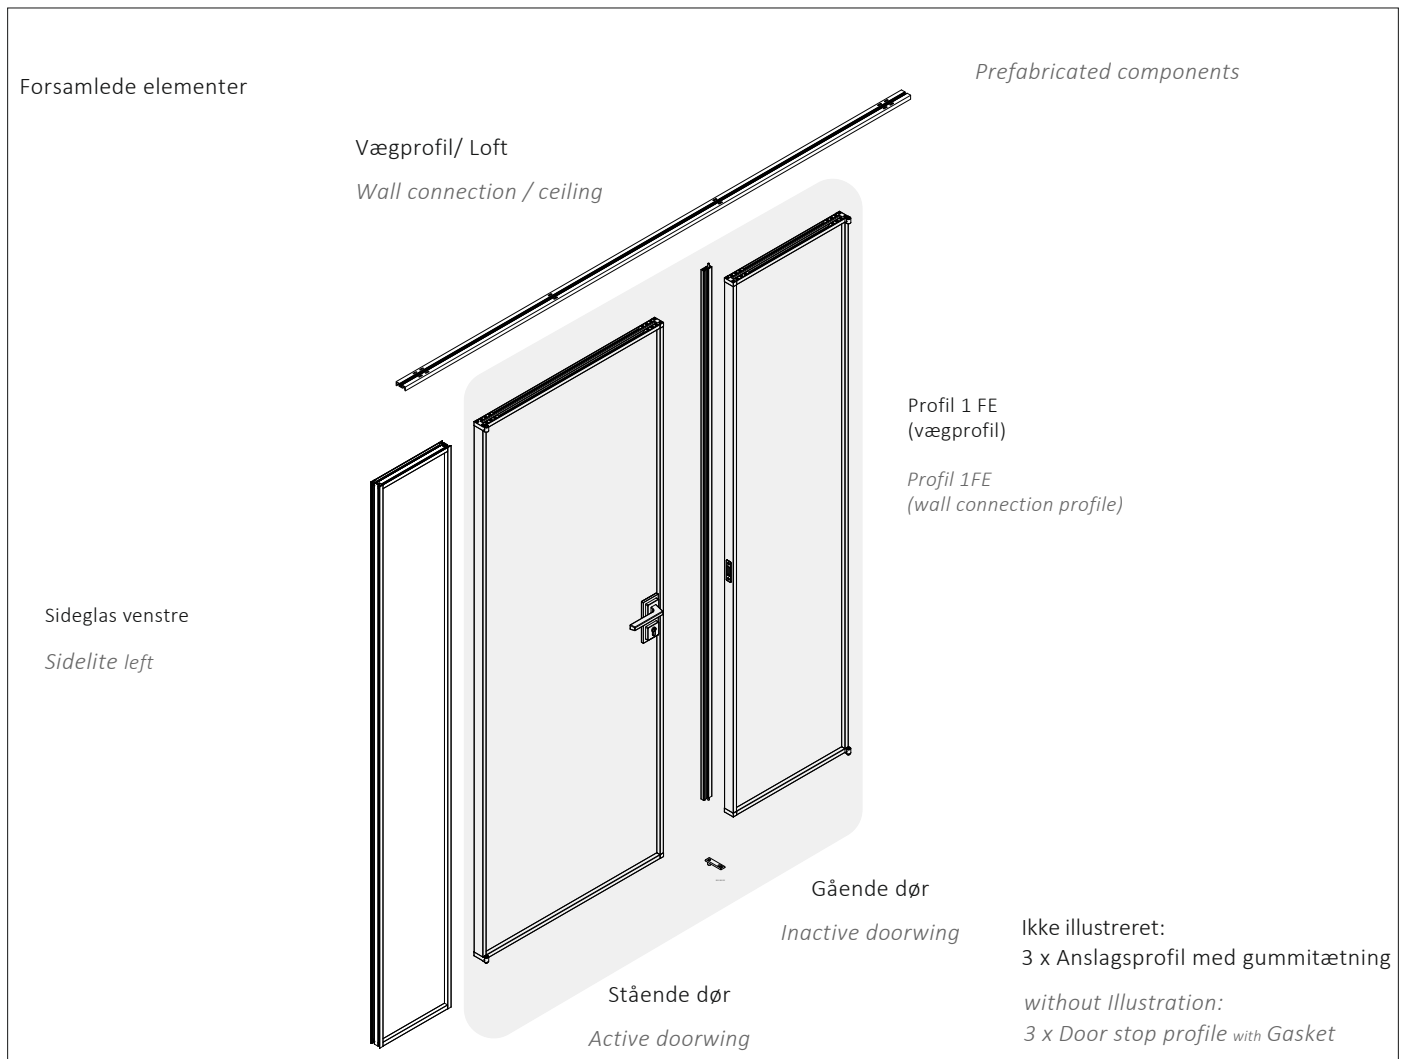 Forsamlede elementer
Prefabricated components
Vægprofil/ Loft
Wall connection / ceiling
Profil 1 FE
(vægprofil)
Profil 1FE
(wall connection profile)
Sideglas venstre
Sidelite left
Gående dør
Inactive doorwing
Stående dør
Active doorwing
Ikke illustreret:
3 x Anslagsprofil med gummitætning
without Illustration:
3 x Door stop profile with Gasket